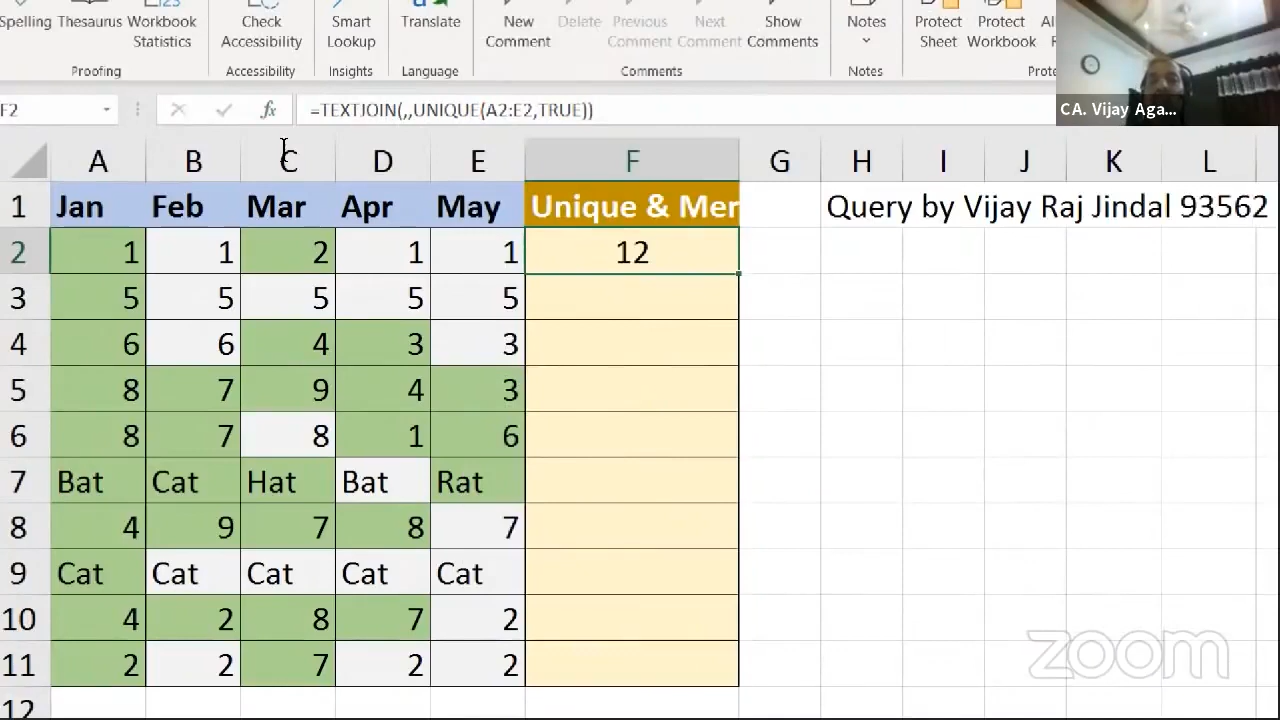 Spelling Thesaurus Workbook Statistics Check Accessibility Smart Lookup Translate New Comment Delete Previous Comment Next Comment Show Comments Notes Protect Sheet Protect Workbook
Proofing Accessibility Insights Language Comments Notes
CA. Vijay Aga...
F2 fx =TEXTJOIN(,,UNIQUE(A2:E2,TRUE))
A B C D E F G H I J K L
1 Jan Feb Mar Apr May Unique & Mer Query by Vijay Raj Jindal 93562
2 1 1 2 1 1 12
3 5 5 5 5 5
4 6 6 4 3 3
5 8 7 9 4 3
6 8 7 8 1 6
7 Bat Cat Hat Bat Rat
8 4 9 7 8 7
9 Cat Cat Cat Cat Cat
10 4 2 8 7 2
11 2 2 7 2 2
12
zoom